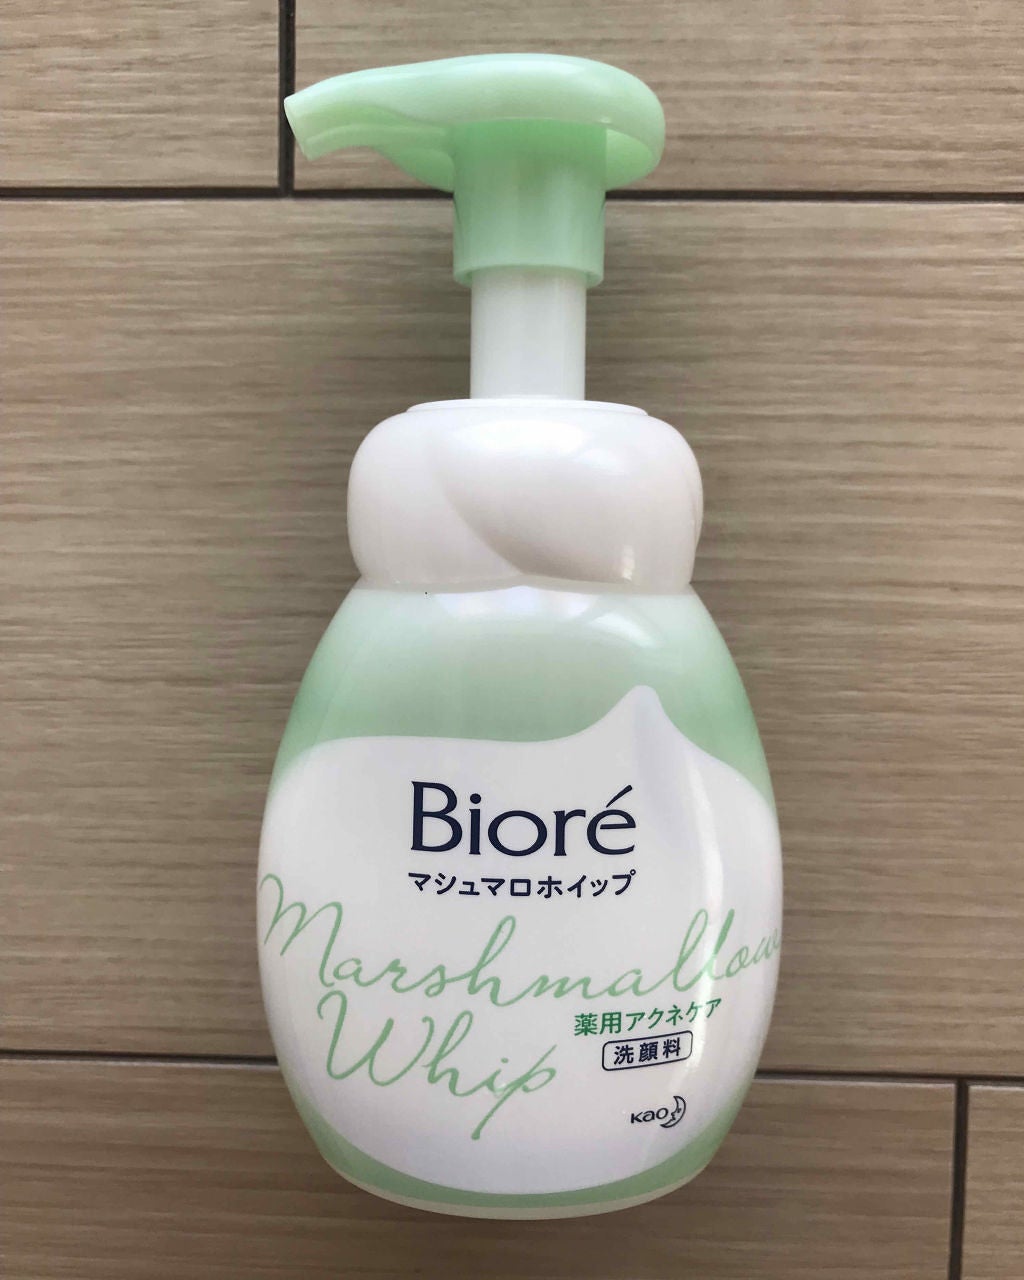 Bioré
マシュマロホイップ
Marshmallow
Whip
薬用アクネケア
洗顔料
Kao